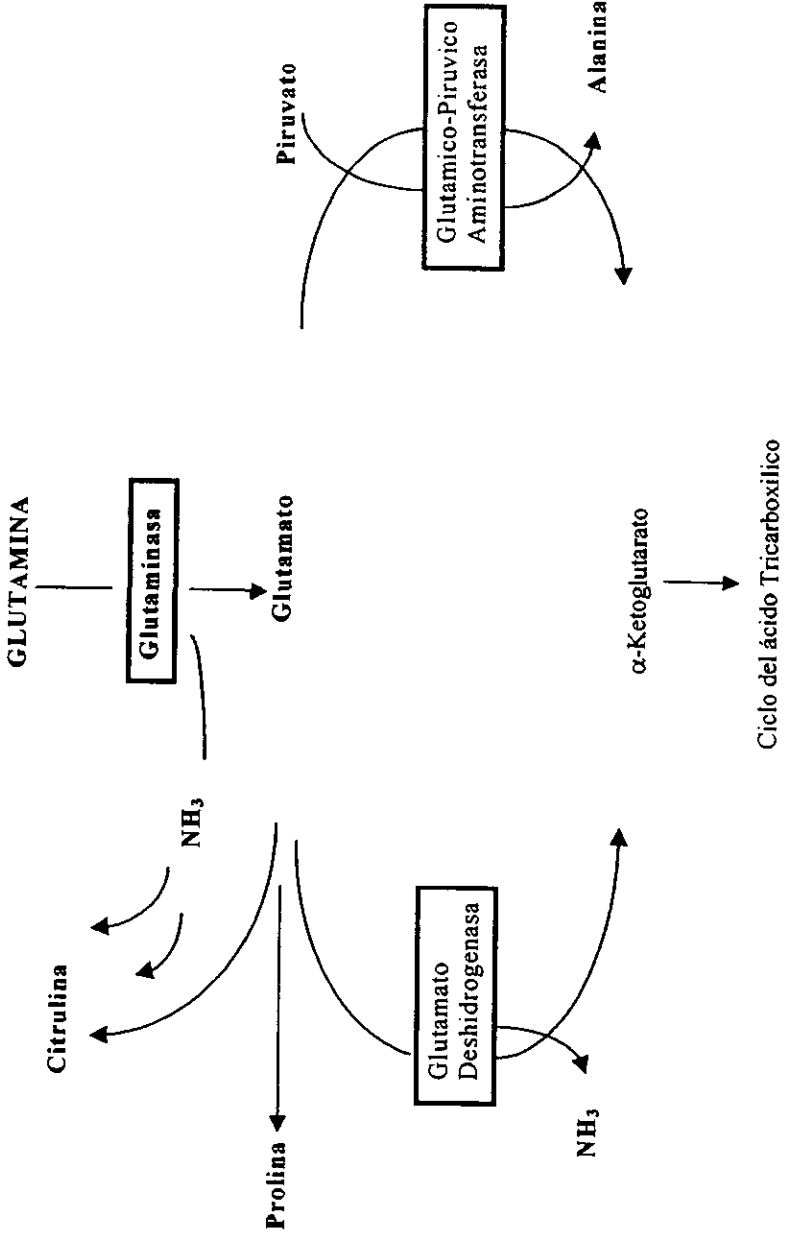 GLUTAMINA
Glutaminasa
NH₃
Citrulina
Glutamato
Prolina
Piruvato
Glutamico-Piruvico
Aminotransferasa
Alanina
Glutamato
Deshidrogenasa
NH₃
α-Ketoglutarato
Ciclo del ácido Tricarboxilico